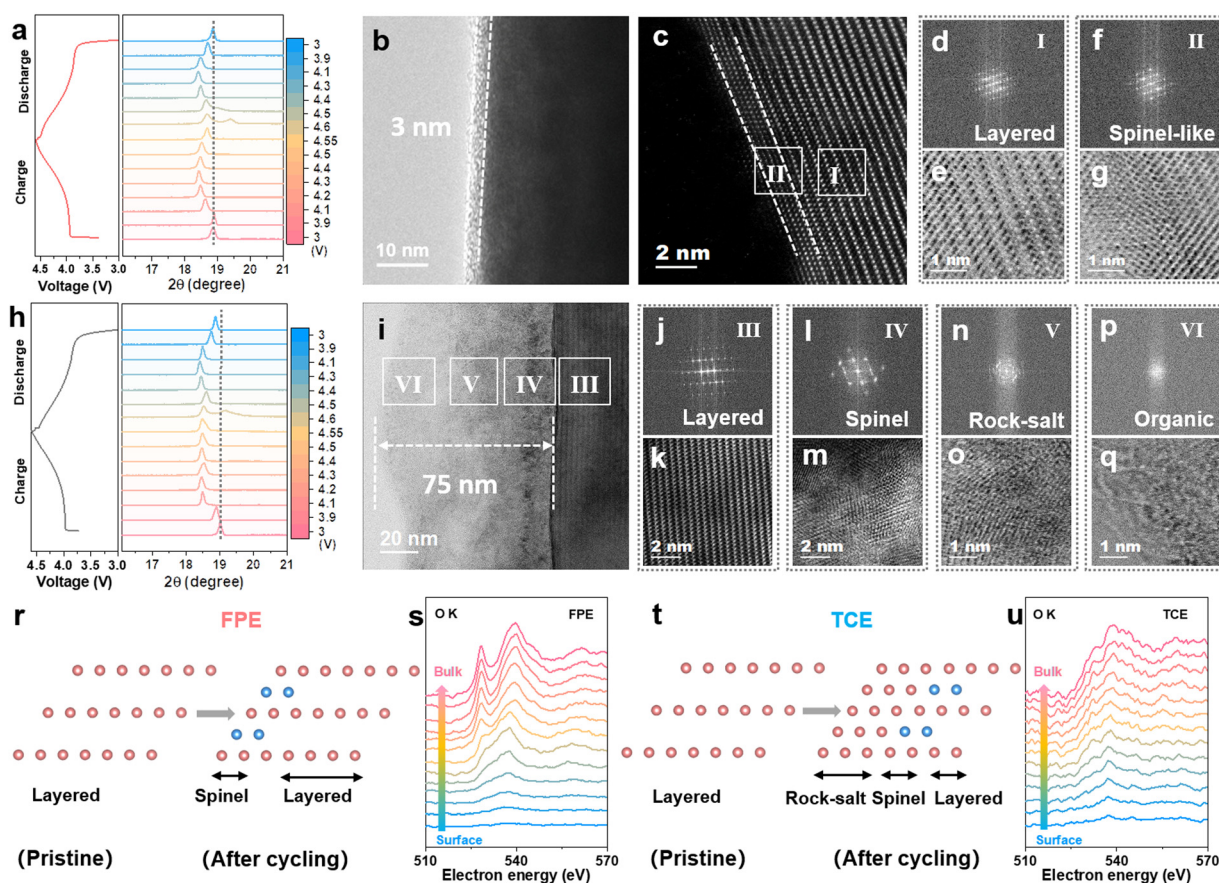 a
Discharge
Charge
4.5 4.0 3.5 3.0
Voltage (V)
17 18 19 20 21
2θ (degree)
3
3.9
4.1
4.3
4.4
4.6
4.55
4.5
4.4
4.3
4.2
4.1
3.9
3
(V)
b
3 nm
10 nm
c
II
I
2 nm
d
I
Layered
e
1 nm
f
II
Spinel-like
g
1 nm
h
Discharge
Charge
4.5 4.0 3.5 3.0
Voltage (V)
17 18 19 20 21
2θ (degree)
3
3.9
4.1
4.3
4.4
4.6
4.55
4.5
4.4
4.3
4.2
4.1
3.9
3
(V)
i
VI
V
IV
III
75 nm
20 nm
j
III
Layered
k
2 nm
l
IV
Spinel
m
2 nm
n
V
Rock-salt
o
1 nm
p
VI
Organic
q
1 nm
r
FPE
Layered
Spinel
Layered
(Pristine)
(After cycling)
s
O K
FPE
Bulk
Surface
510 540 570
Electron energy (eV)
t
TCE
Layered
Rock-salt Spinel Layered
(Pristine)
(After cycling)
u
O K
TCE
Bulk
Surface
510 540 570
Electron energy (eV)